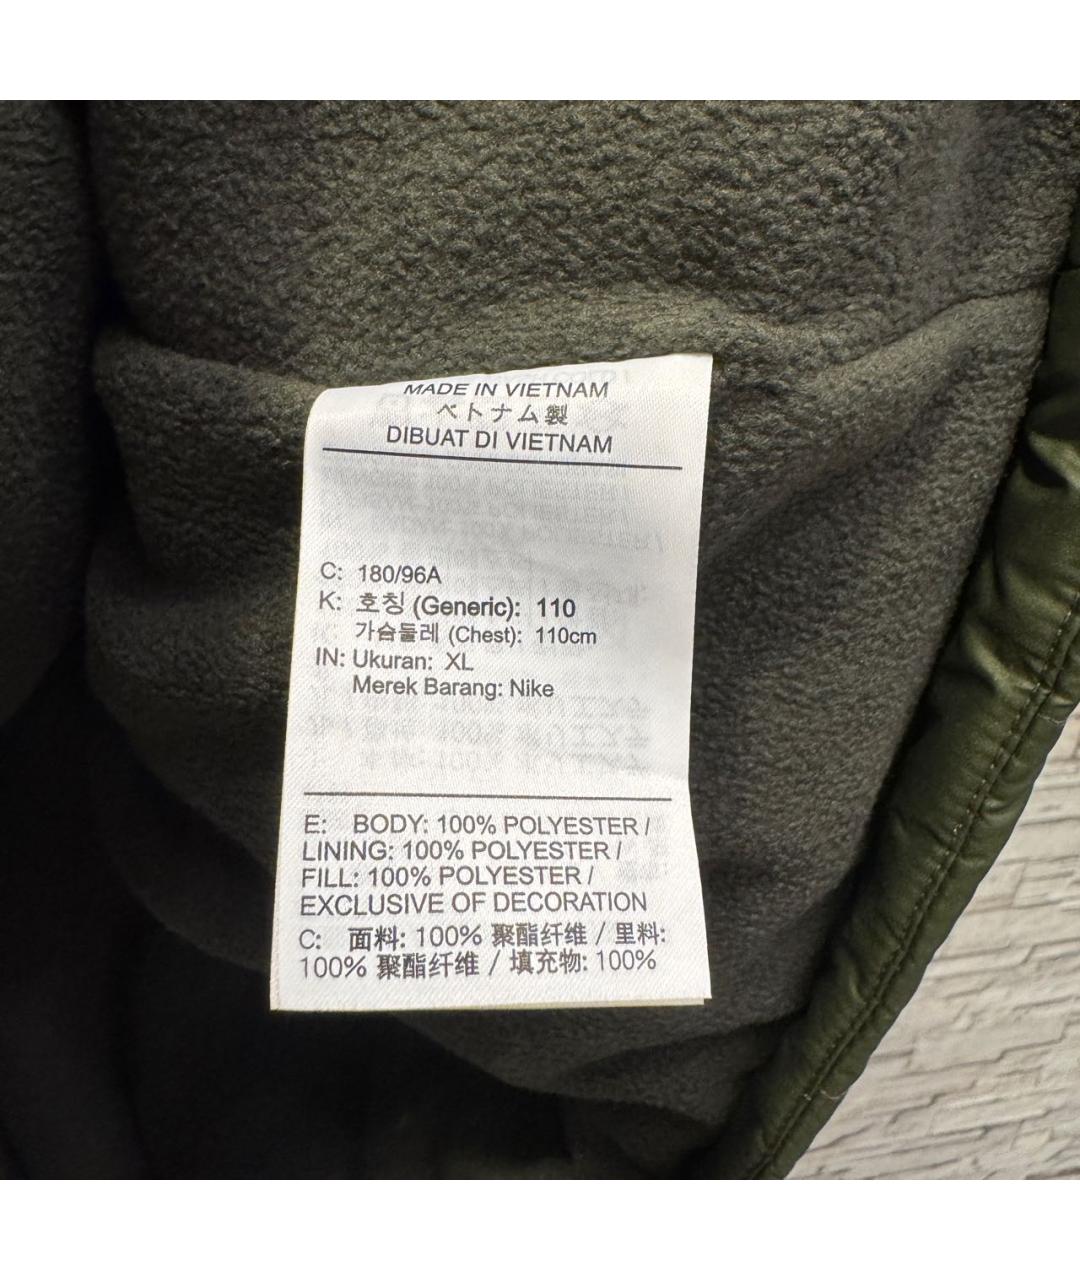 MADE IN VIETNAM
ベトナム製
DIBUAT DI VIETNAM
C: 180/96A
K: 호칭 (Generic): 110
가슴둘레 (Chest): 110cm
IN: Ukuran: XL
Merek Barang: Nike
E: BODY: 100% POLYESTER /
LINING: 100% POLYESTER /
FILL: 100% POLYESTER /
EXCLUSIVE OF DECORATION
C: 面料: 100% 聚酯纤维 / 里料:
100% 聚酯纤维 / 填充物: 100%